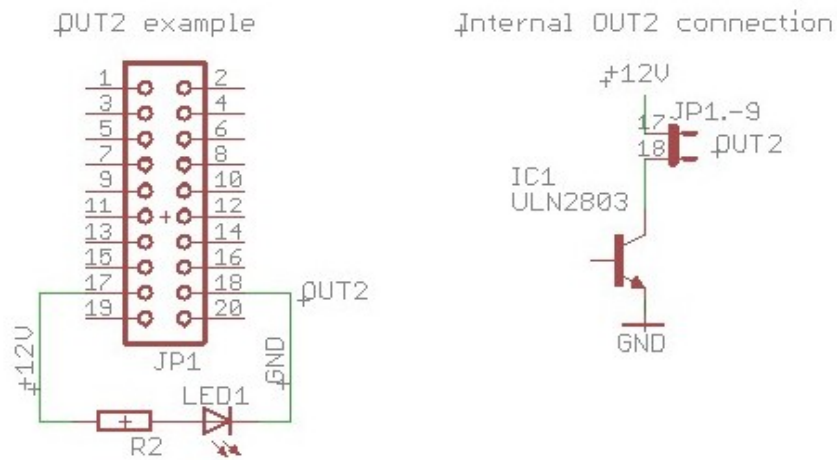 OUT2 example
1 2
3 4
5 6
7 8
9 10
11 12
13 14
15 16
17 18
19 20
OUT2
JP1
+12V
GND
LED1
R2
Internal OUT2 connection
+12V
JP1.-9
17
18
OUT2
IC1
ULN2803
GND